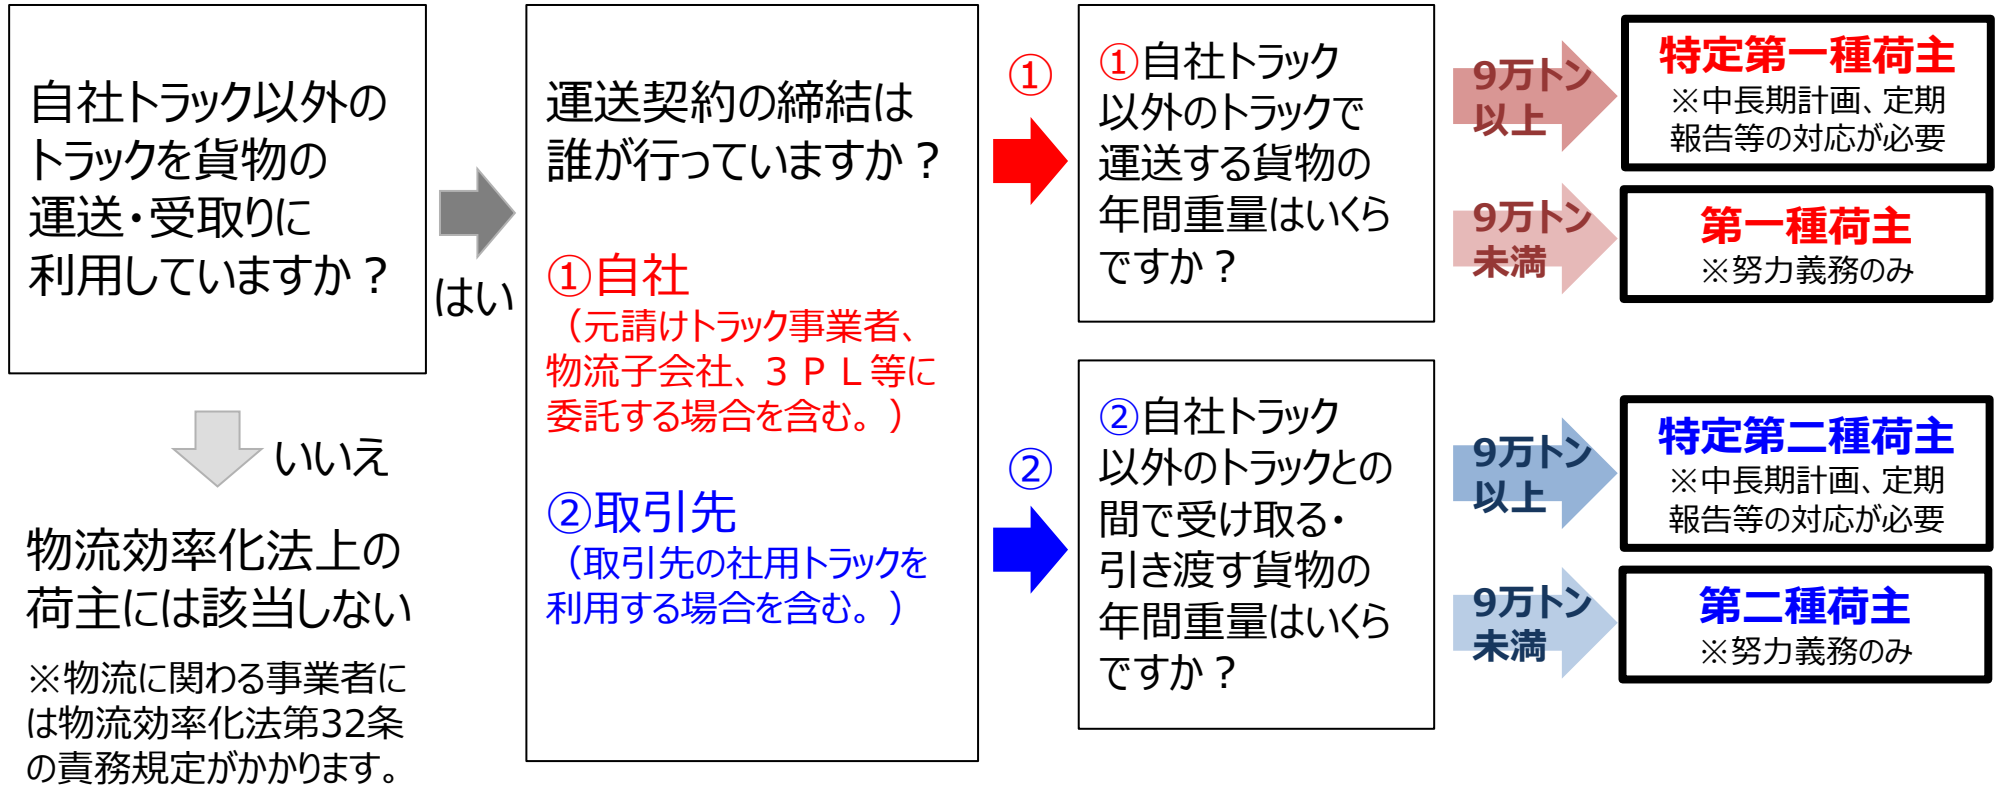 自社トラック以外の
トラックを貨物の
運送・受取りに
利用していますか？
はい
いいえ
物流効率化法上の
荷主には該当しない
※物流に関わる事業者に
は物流効率化法第32条
の責務規定がかかります。
運送契約の締結は
誰が行っていますか？
①自社
（元請けトラック事業者、
物流子会社、３ＰＬ等に
委託する場合を含む。）
②取引先
（取引先の社用トラックを
利用する場合を含む。）
①
①自社トラック
以外のトラックで
運送する貨物の
年間重量はいくら
ですか？
9万トン
以上
特定第一種荷主
※中長期計画、定期
報告等の対応が必要
9万トン
未満
第一種荷主
※努力義務のみ
②
②自社トラック
以外のトラックとの
間で受け取る・
引き渡す貨物の
年間重量はいくら
ですか？
9万トン
以上
特定第二種荷主
※中長期計画、定期
報告等の対応が必要
9万トン
未満
第二種荷主
※努力義務のみ